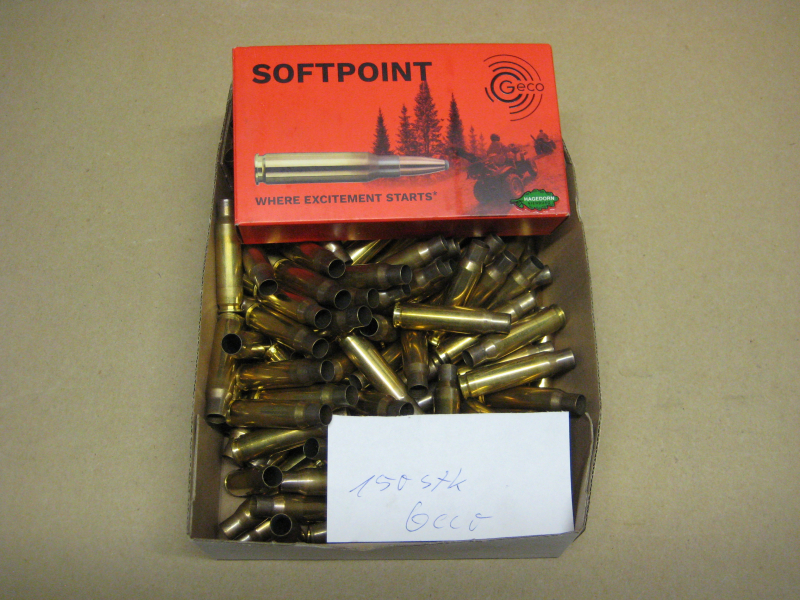 SOFTPOINT
Geco
WHERE EXCITEMENT STARTS®
HAGEDORN
150 stk
Geco